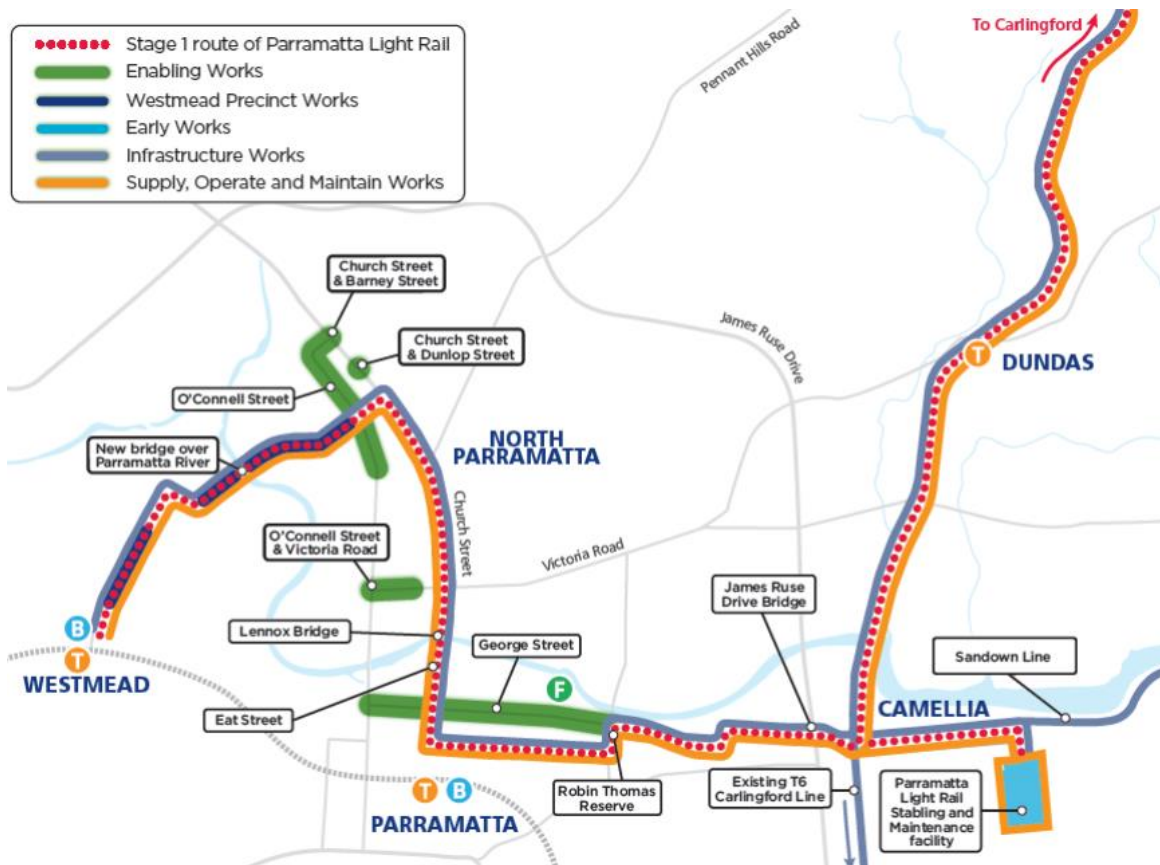 To Carlingford
Stage 1 route of Parramatta Light Rail
Enabling Works
Westmead Precinct Works
Early Works
Infrastructure Works
Supply, Operate and Maintain Works
Pennant Hills Road
Church Street
& Barney Street
James Ruse Drive
Church Street
& Dunlop Street
T
DUNDAS
O'Connell Street
NORTH
PARRAMATTA
New bridge over
Parramatta River
Church Street
O'Connell Street
& Victoria Road
Victoria Road
James Ruse
Drive Bridge
B
Lennox Bridge
George Street
Sandown Line
T
WESTMEAD
F
CAMELLIA
Eat Street
Robin Thomas
Reserve
Existing T6
Carlingford Line
Parramatta
Light Rail
Stabling and
Maintenance
facility
T B
PARRAMATTA